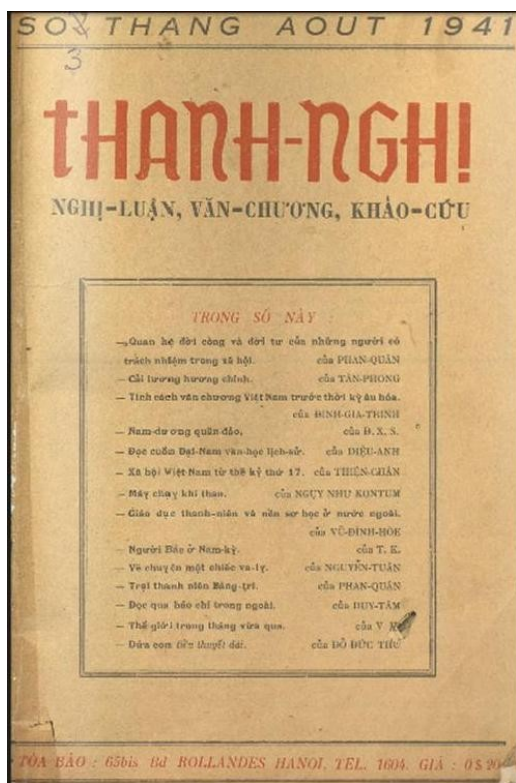 SỐ 3 THANG AOUT 1941
THANH-NGHỊ
NGHỊ-LUẬN, VĂN-CHƯƠNG, KHẢO-CỨU
TRONG SỐ NÀY :
— Quan hệ đời công và đời tư của những người có
trách nhiệm trong xã hội. của PHAN-QUÂN
— Cải lương hương chính. của TÂN-PHONG
— Tích cách văn chương Việt Nam trước thời kỳ âu hóa.
của ĐINH-GIA-TRINH
— Nam-dương quần-đảo, của Đ. X. S.
— Đọc cuốn Đại-Nam văn-học lịch-sử. của DIỆU-ANH
— Xã hội Việt Nam từ thế kỷ thứ 17. của THIỆN-CHÂN
— Máy chạy khí than. của NGỤY NHƯ KONTUM
— Giáo dục thanh-niên và nền sơ học ở nước ngoài.
của VŨ-ĐÌNH-HÒE
— Người Bắc ở Nam-kỳ. của T. K.
— Về chuyện một chiếc va-ly. của NGUYỄN-TUÂN
— Trại thanh niên Băng-tri. của PHAN-QUÂN
— Đọc qua báo chí trong ngoài. của DUY-TÂM
— Thế giới trong tháng vừa qua. của V
— Đứa con tiền thuyết dài. của ĐỖ ĐỨC THU
TÒA BÁO : 65bis Bd ROLLANDES HANOI, TEL. 1604. GIÁ : 0$20